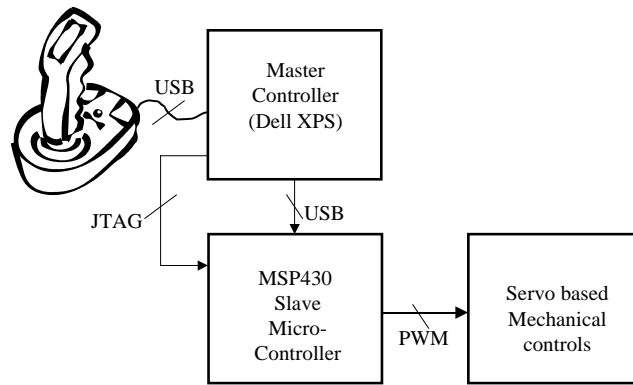 USB
Master
Controller
(Dell XPS)
JTAG
USB
MSP430
Slave
Micro-
Controller
PWM
Servo based
Mechanical
controls